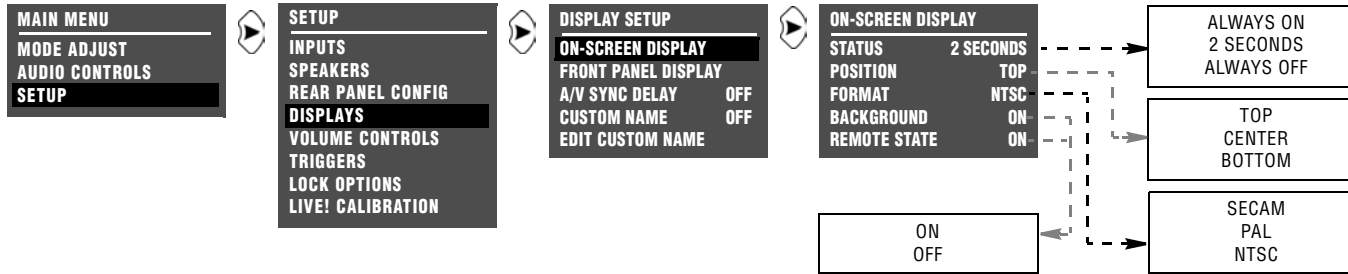 MAIN MENU
MODE ADJUST
AUDIO CONTROLS
SETUP
SETUP
INPUTS
SPEAKERS
REAR PANEL CONFIG
DISPLAYS
VOLUME CONTROLS
TRIGGERS
LOCK OPTIONS
LIVE! CALIBRATION
DISPLAY SETUP
ON-SCREEN DISPLAY
FRONT PANEL DISPLAY
A/V SYNC DELAY OFF
CUSTOM NAME OFF
EDIT CUSTOM NAME
ON-SCREEN DISPLAY
STATUS 2 SECONDS
POSITION TOP
FORMAT NTSC
BACKGROUND ON
REMOTE STATE ON
ALWAYS ON
2 SECONDS
ALWAYS OFF
TOP
CENTER
BOTTOM
SECAM
PAL
NTSC
ON
OFF